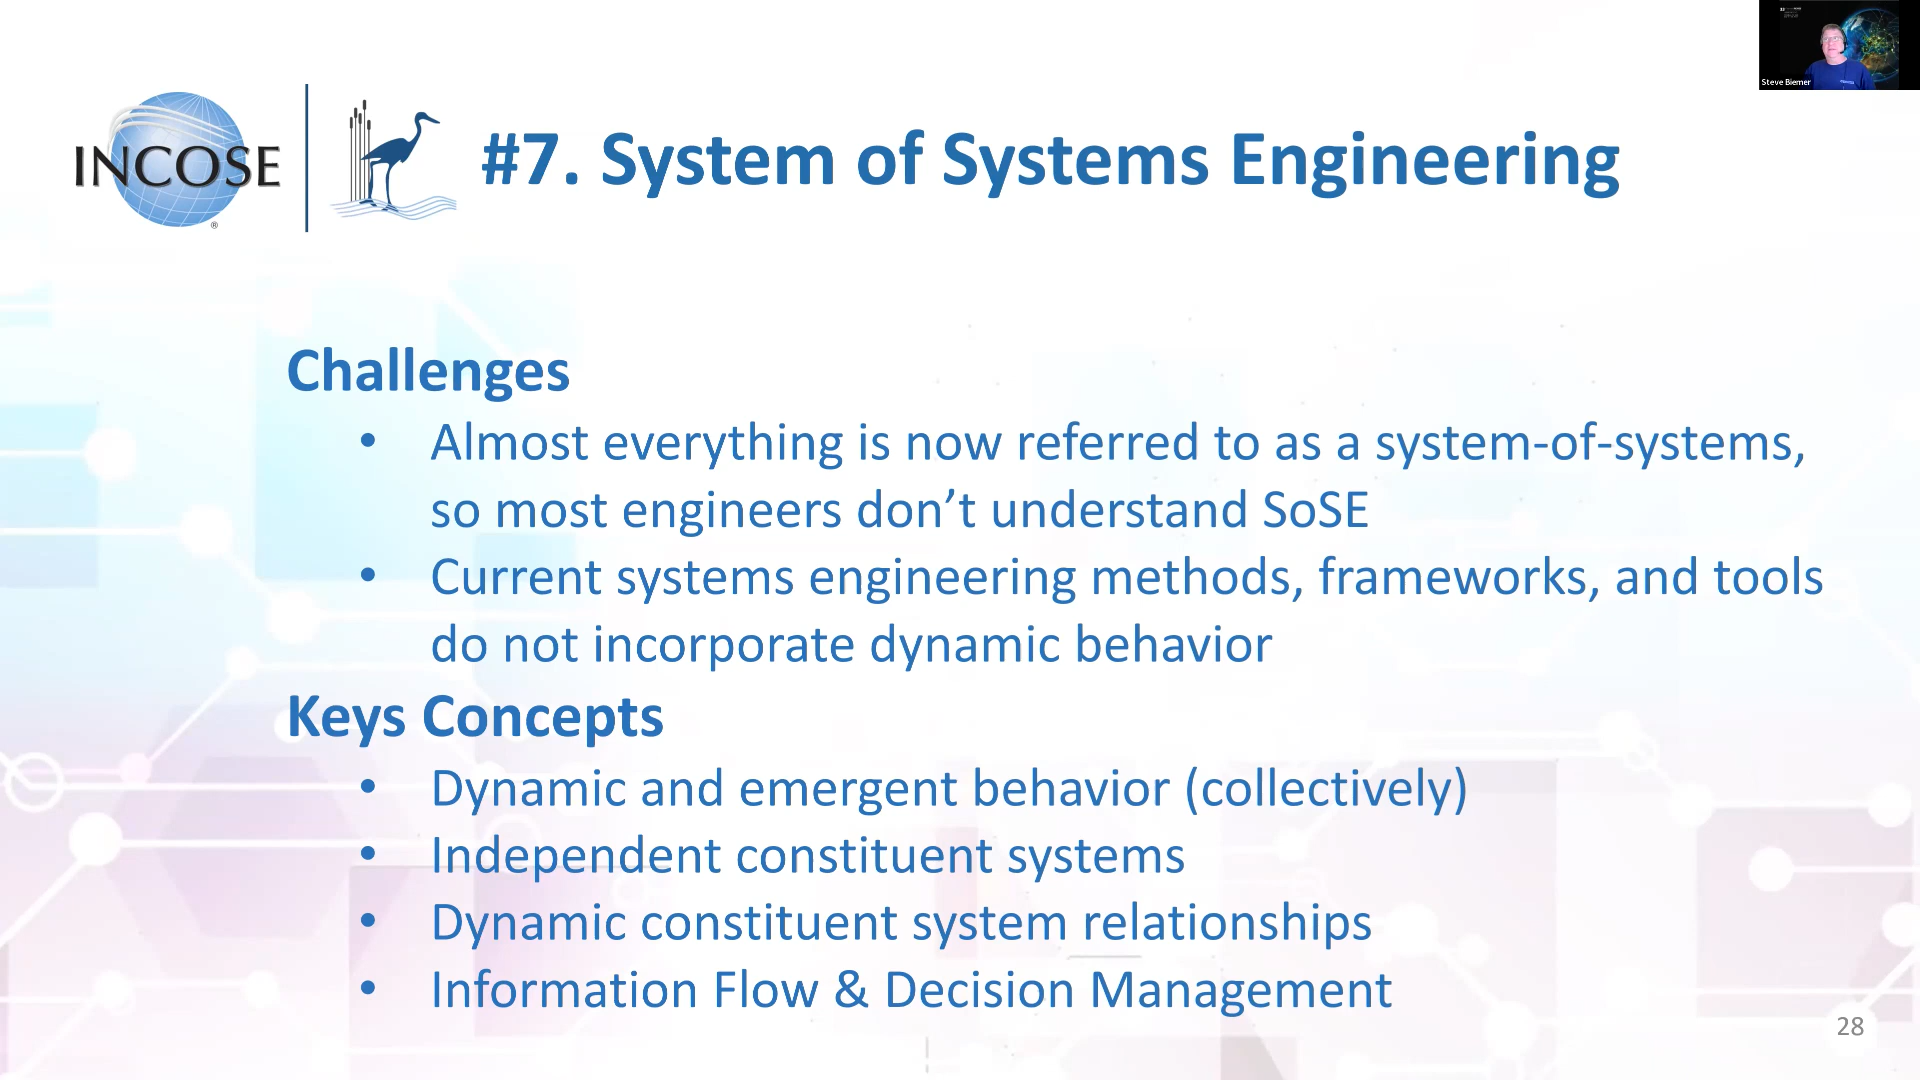 Steve Biemer
INCOSE
®
#7. System of Systems Engineering
Challenges
• Almost everything is now referred to as a system-of-systems,
so most engineers don’t understand SoSE
• Current systems engineering methods, frameworks, and tools
do not incorporate dynamic behavior
Keys Concepts
• Dynamic and emergent behavior (collectively)
• Independent constituent systems
• Dynamic constituent system relationships
• Information Flow & Decision Management
28